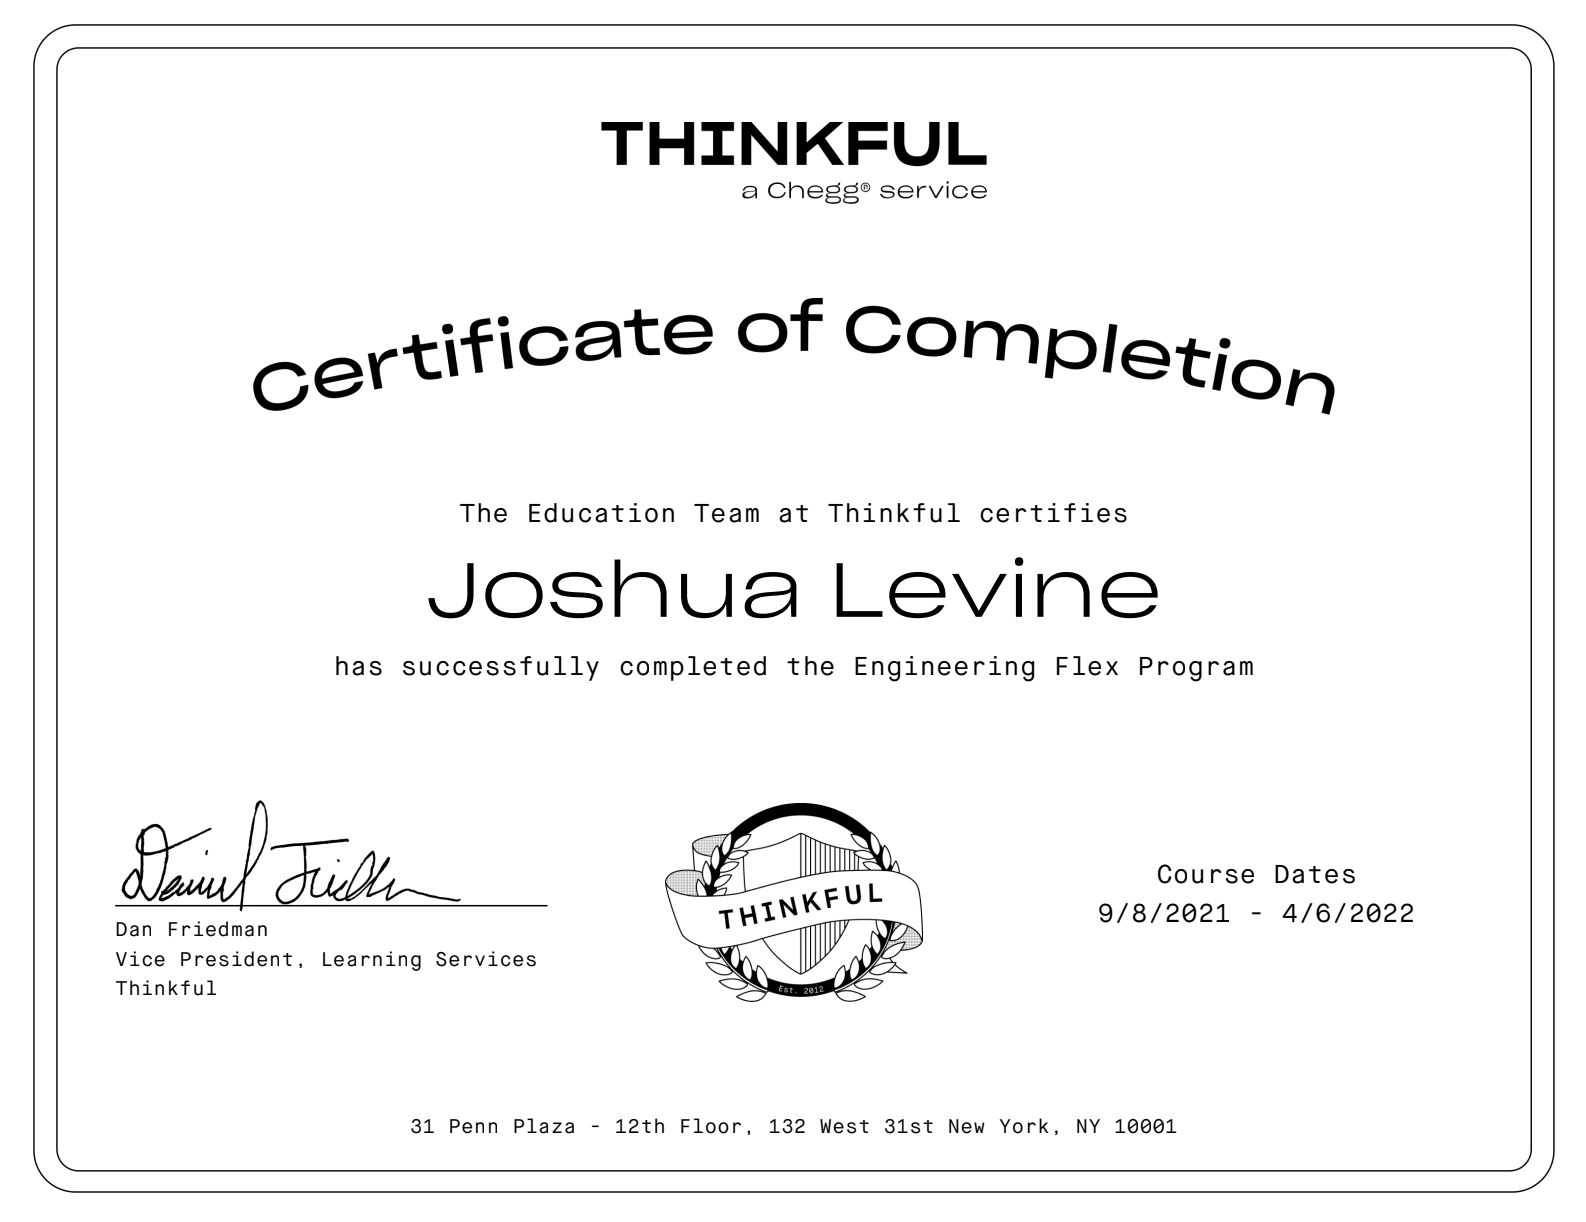 THINKFUL
a Chegg® service
Certificate of Completion
The Education Team at Thinkful certifies
Joshua Levine
has successfully completed the Engineering Flex Program
Dan Friedman
Vice President, Learning Services
Thinkful
THINKFUL
Est. 2012
Course Dates
9/8/2021 - 4/6/2022
31 Penn Plaza - 12th Floor, 132 West 31st New York, NY 10001